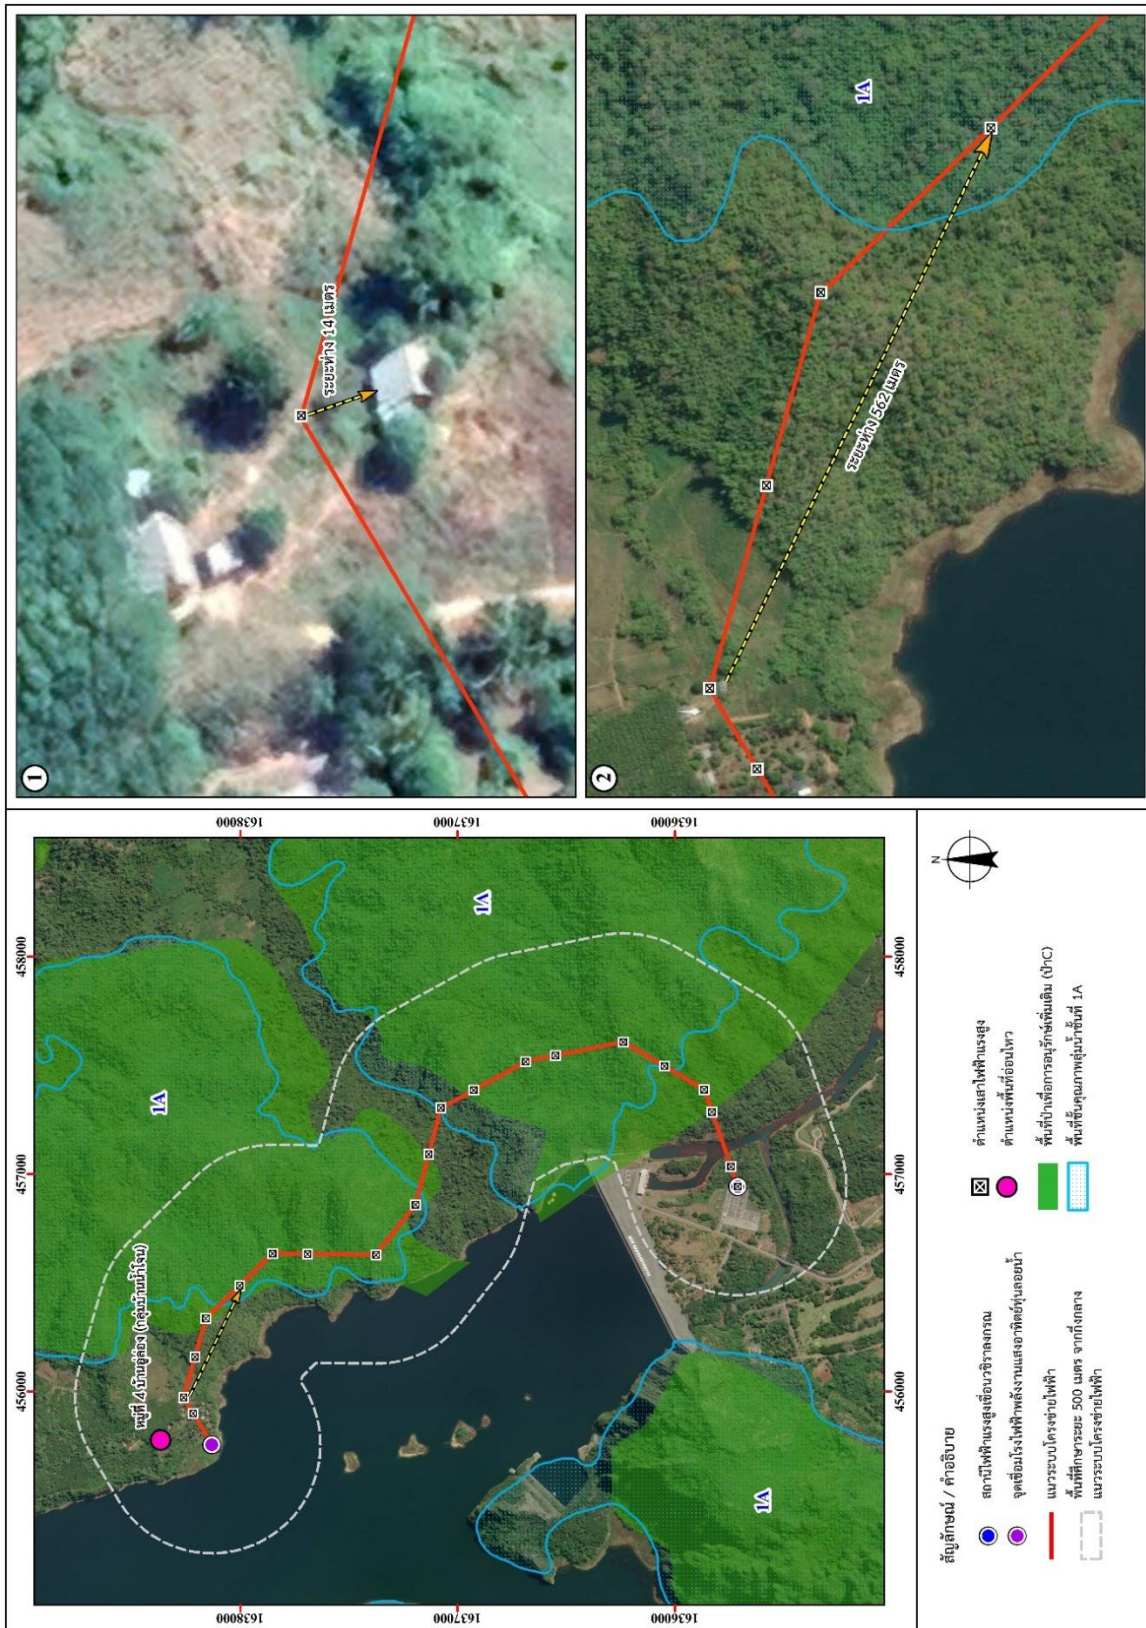 456000
457000
458000
1638000
1637000
1636000
1638000
1637000
1636000
หมู่ที่ 4 บ้านอู่ล่อง (กลุ่มบ้านน้ำโจน)
1A
1A
1A
1
ระยะห่าง 14 เมตร
2
ระยะห่าง 562 เมตร
1A
สัญลักษณ์ / คำอธิบาย
สถานีไฟฟ้าแรงสูงเขื่อนวชิราลงกรณ
จุดเชื่อมโรงไฟฟ้าพลังงานแสงอาทิตย์ทุ่นลอยน้ำ
แนวระบบโครงข่ายไฟฟ้า
พื้นที่ศึกษาระยะ 500 เมตร จากกึ่งกลาง
แนวระบบโครงข่ายไฟฟ้า
ตำแหน่งเสาไฟฟ้าแรงสูง
ตำแหน่งพื้นที่อ่อนไหว
พื้นที่ป่าเพื่อการอนุรักษ์เพิ่มเติม (ป่าC)
พื้นที่ชั้นคุณภาพลุ่มน้ำชั้นที่ 1A
N
456000
457000
458000